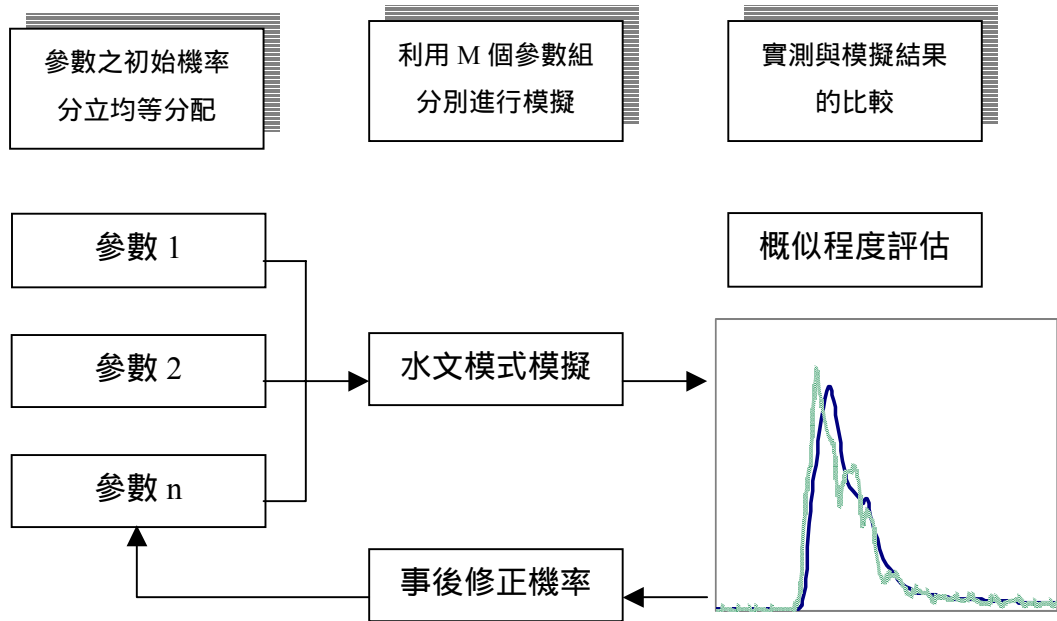 參數之初始機率
分立均等分配
利用 M 個參數組
分別進行模擬
實測與模擬結果
的比較
參數 1
概似程度評估
參數 2
水文模式模擬
參數 n
事後修正機率